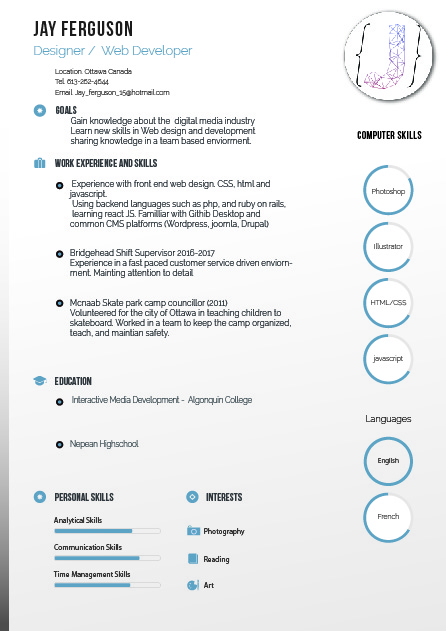 JAY FERGUSON
Designer / Web Developer
Location: Ottawa Canada
Tel. 613-262-4644
Email Jay_ferguson_15@hotmail.com
GOALS
Gain knowledge about the digital media industry
Learn new skills in Web design and development
sharing knowledge in a team based enviorment.
WORK EXPERIENCE AND SKILLS
Experience with front end web design. CSS, html and
javascript.
Using backend languages such as php, and ruby on rails,
learning react JS. Familliar with Githib Desktop and
common CMS platforms (Wordpress, joomla, Drupal)
Bridgehead Shift Supervisor 2016-2017
Experience in a fast paced customer service driven enviorn-
ment. Mainting attention to detail
Mcnaab Skate park camp councillor (2011)
Volunteered for the city of Ottawa in teaching children to
skateboard. Worked in a team to keep the camp organized,
teach, and maintian safety.
EDUCATION
Interactive Media Development - Algonquin College
Nepean Highschool
PERSONAL SKILLS
Analytical Skills
Communication Skills
Time Management Skills
INTERESTS
Photography
Reading
Art
{ J }
COMPUTER SKILLS
Photoshop
Illustrator
HTML/CSS
javascript
Languages
English
French